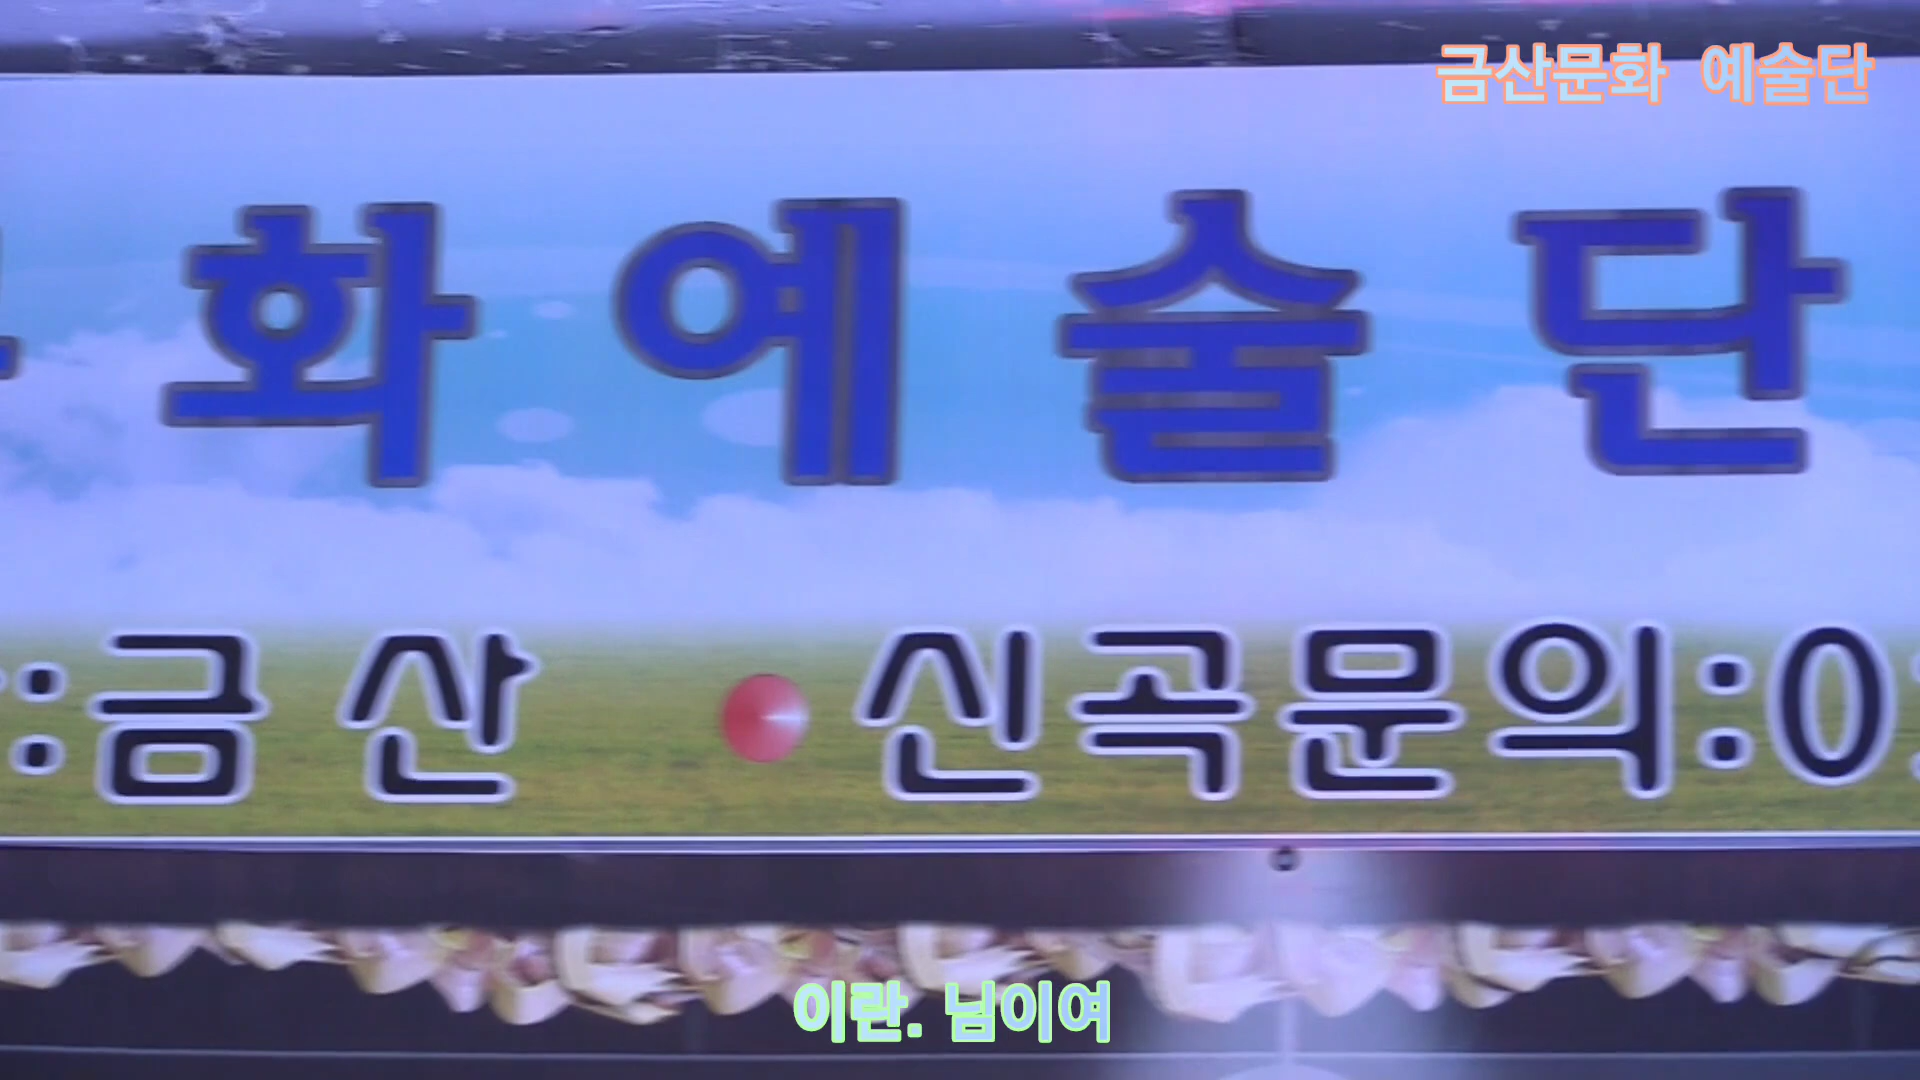 금산문화 예술단
화예술단
:금산 ●신곡문의:0
이란. 님이여